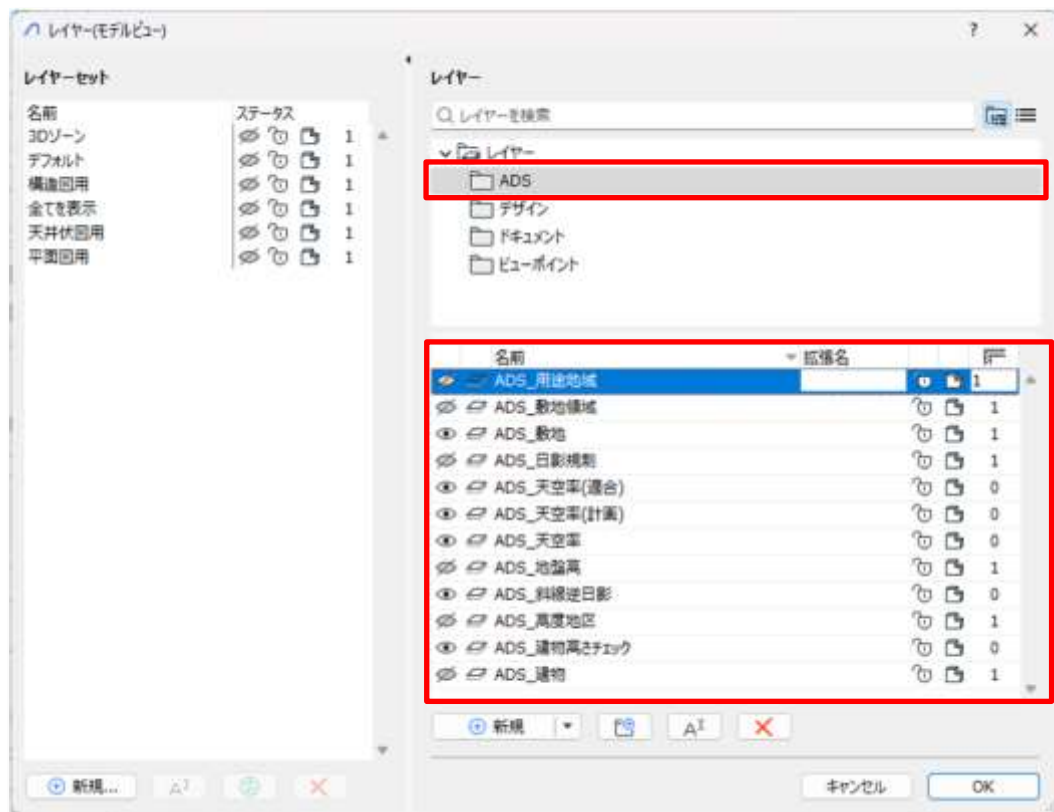 レイヤー(モデルビュー)
?
レイヤーセット
名前 ステータス
3Dゾーン 1
デフォルト 1
構造図用 1
全てを表示 1
天井伏図用 1
平面図用 1
新規...
レイヤー
レイヤーを検索
レイヤー
ADS
デザイン
ドキュメント
ビューポイント
名前 拡張名
ADS_用途地域 1
ADS_敷地領域 1
ADS_敷地 1
ADS_日影規制 1
ADS_天空率(適合) 0
ADS_天空率(計画) 0
ADS_天空率 0
ADS_地盤高 1
ADS_斜線逆日影 0
ADS_高度地区 1
ADS_建物高さチェック 0
ADS_建物 1
新規
キャンセル OK